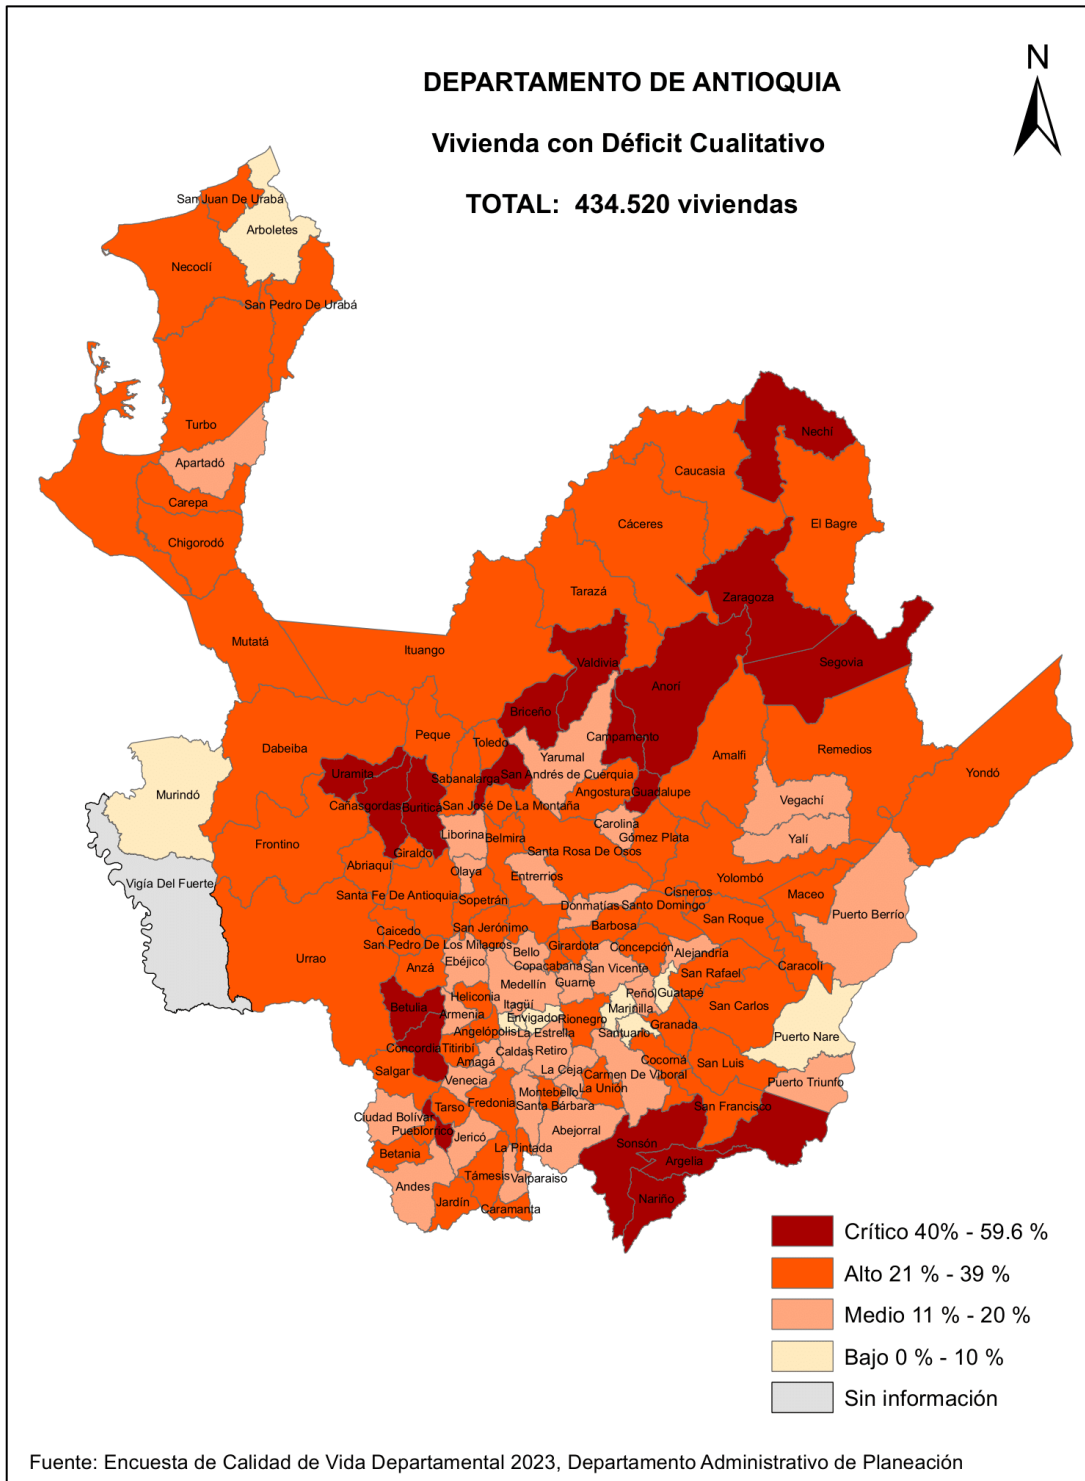 N
DEPARTAMENTO DE ANTIOQUIA
Vivienda con Déficit Cualitativo
TOTAL: 434.520 viviendas
San Juan De Urabá
Arboletes
Necoclí
San Pedro De Urabá
Turbo
Apartadó
Carepa
Chigorodó
Mutatá
Nechí
Caucasia
Cáceres
El Bagre
Tarazá
Zaragoza
Ituango
Valdivia
Segovia
Anorí
Briceño
Peque
Toledo
Campamento
Dabeiba
Yarumal
Amalfi
Remedios
Yondó
Uramita
Sabanalarga
San Andrés de Cuerquia
Murindó
Cañasgordas
Buriticá
San José De La Montaña
Angostura
Guadalupe
Vegachí
Liborina
Belmira
Carolina
Gómez Plata
Yalí
Frontino
Giraldo
Abriaquí
Santa Rosa De Osos
Olaya
Entrerrios
Yolombó
Vigía Del Fuerte
Santa Fe De Antioquia
Sopetrán
Cisneros
Maceo
Donmatías
Santo Domingo
Puerto Berrío
Caicedo
San Jerónimo
Barbosa
San Roque
San Pedro De Los Milagros
Girardota
Concepción
Alejandría
Urrao
Anzá
Ebéjico
Bello
Copacabana
San Vicente
San Rafael
Caracolí
Medellín
Guarne
Peñol
Guatapé
Betulia
Heliconia
Itagüí
Marinilla
San Carlos
Armenia
Envigado
Rionegro
Granada
Angelópolis
La Estrella
Santuario
Puerto Nare
Concordia
Titiribí
Caldas
Retiro
Cocorná
San Luis
Salgar
Amagá
La Ceja
Carmen De Viboral
Venecia
La Unión
Puerto Triunfo
Montebello
Fredonia
Santa Bárbara
San Francisco
Tarso
Ciudad Bolívar
Pueblorrico
Jericó
Abejorral
Sonsón
Betania
La Pintada
Argelia
Támesis
Valparaiso
Andes
Nariño
Jardín
Caramanta
Crítico 40% - 59.6 %
Alto 21 % - 39 %
Medio 11 % - 20 %
Bajo 0 % - 10 %
Sin información
Fuente: Encuesta de Calidad de Vida Departamental 2023, Departamento Administrativo de Planeación